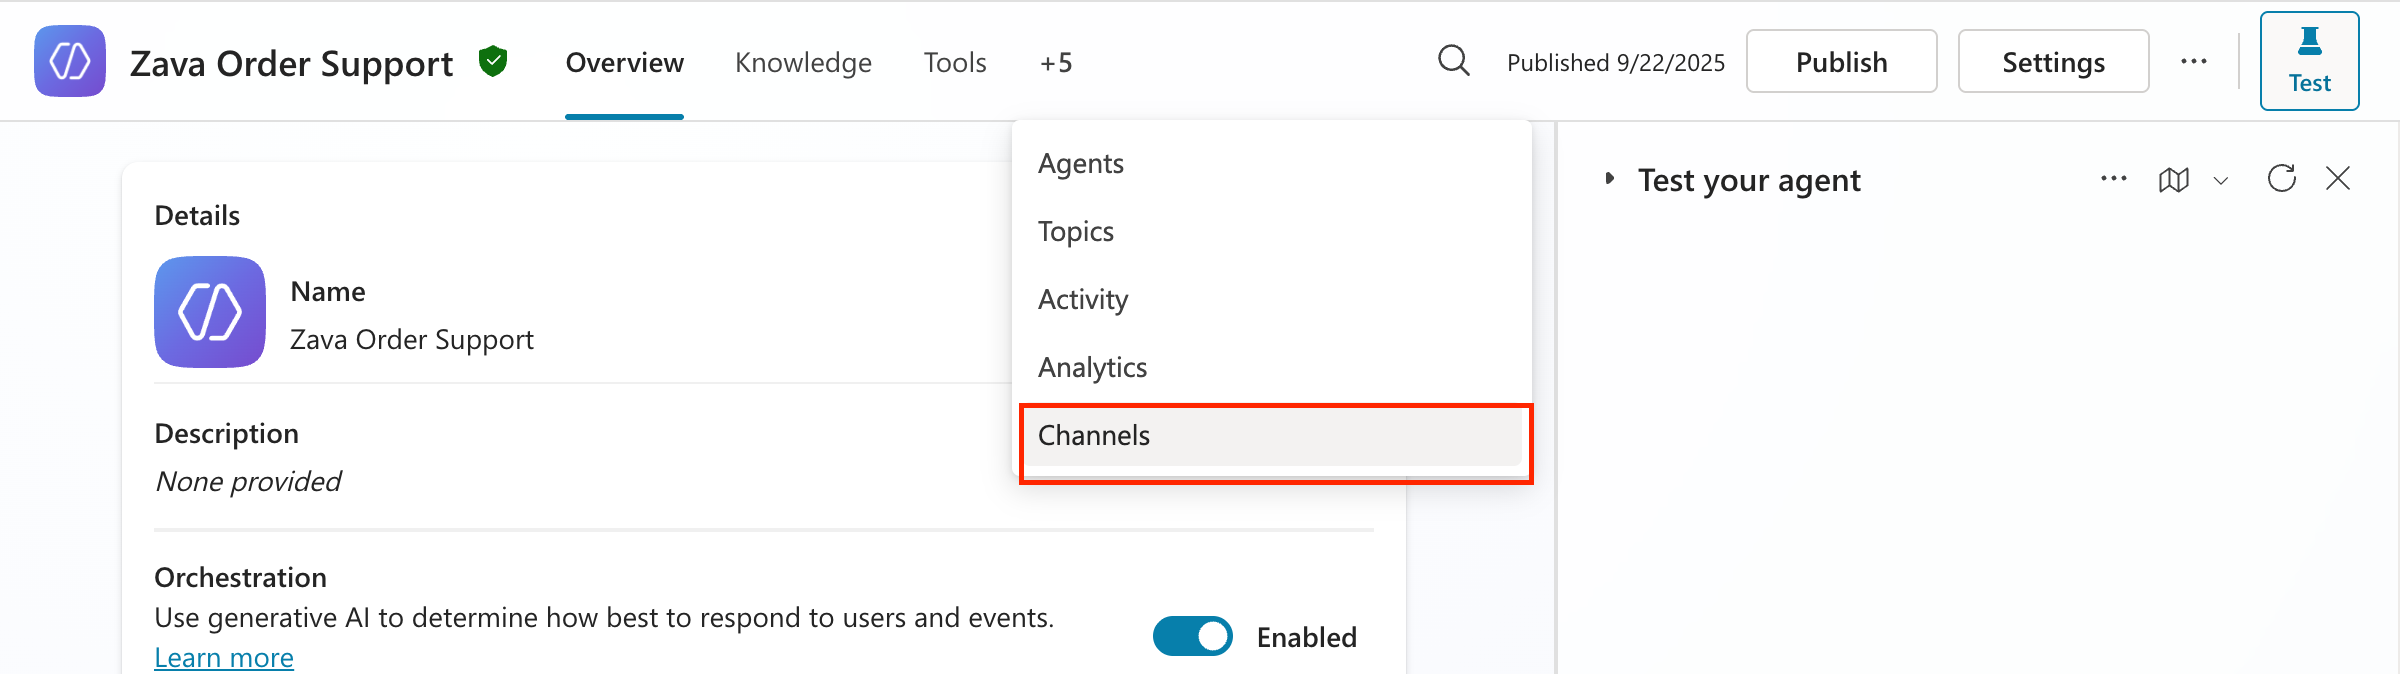 Zava Order Support
Overview
Knowledge
Tools
+5
Published 9/22/2025
Publish
Settings
Test
Agents
Topics
Activity
Analytics
Channels
Details
Name
Zava Order Support
Description
None provided
Orchestration
Use generative AI to determine how best to respond to users and events.
Learn more
Enabled
Test your agent